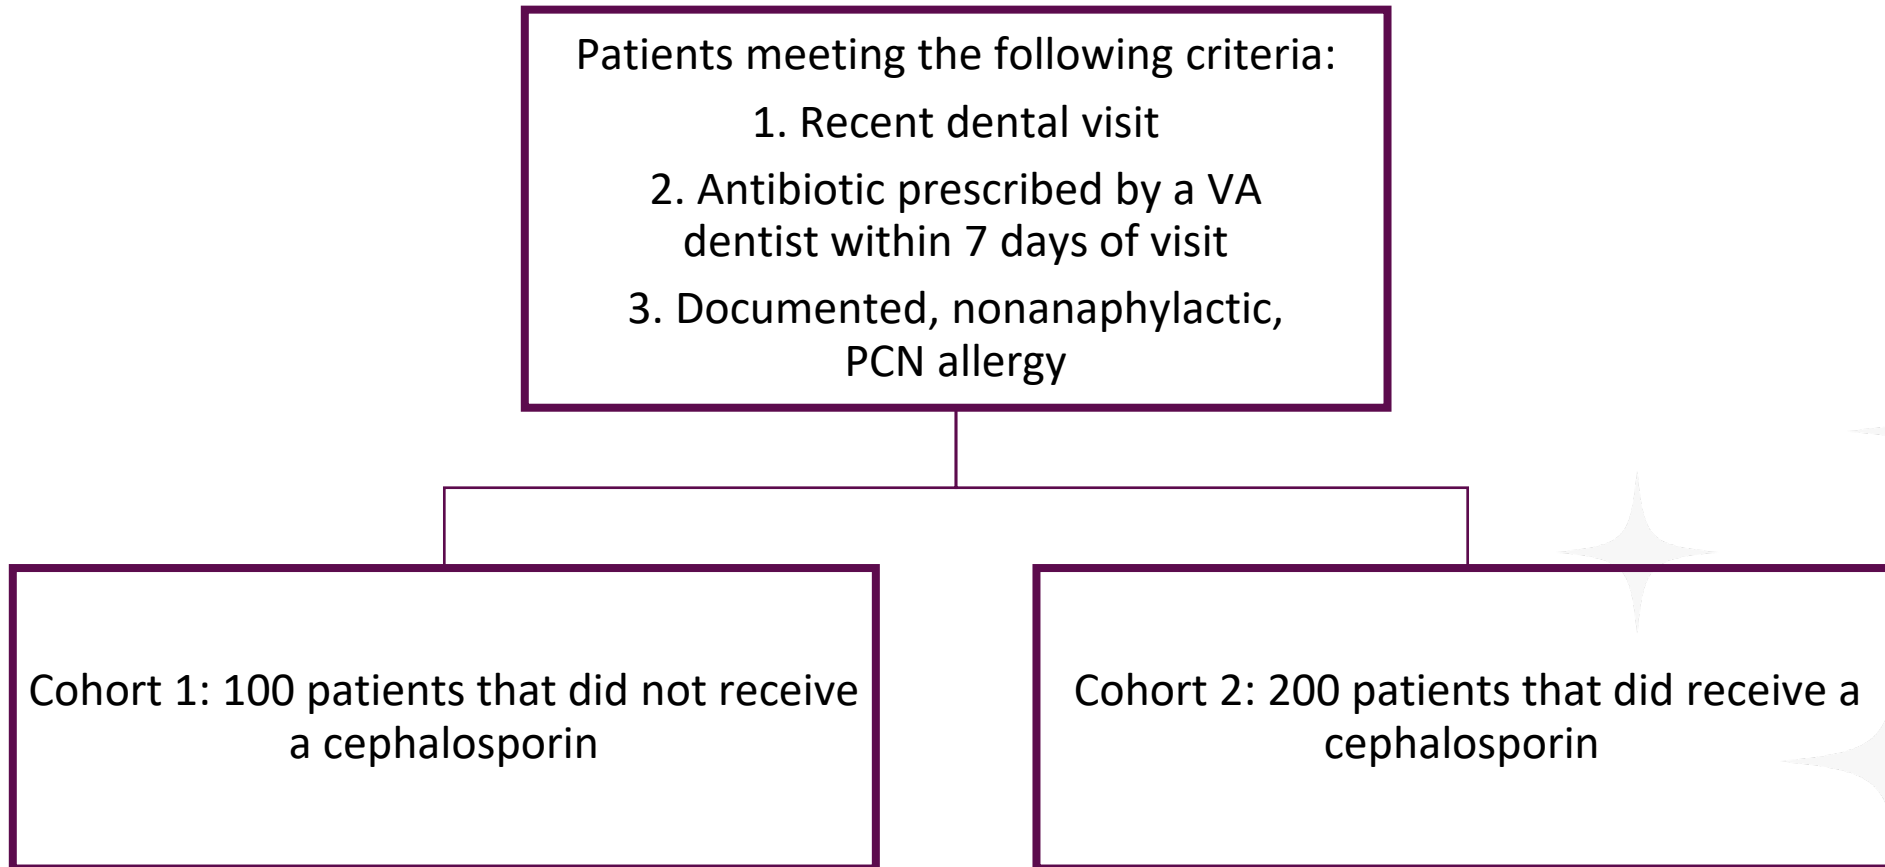 Patients meeting the following criteria:
1. Recent dental visit
2. Antibiotic prescribed by a VA
dentist within 7 days of visit
3. Documented, nonanaphylactic,
PCN allergy
Cohort 1: 100 patients that did not receive
a cephalosporin
Cohort 2: 200 patients that did receive a
cephalosporin